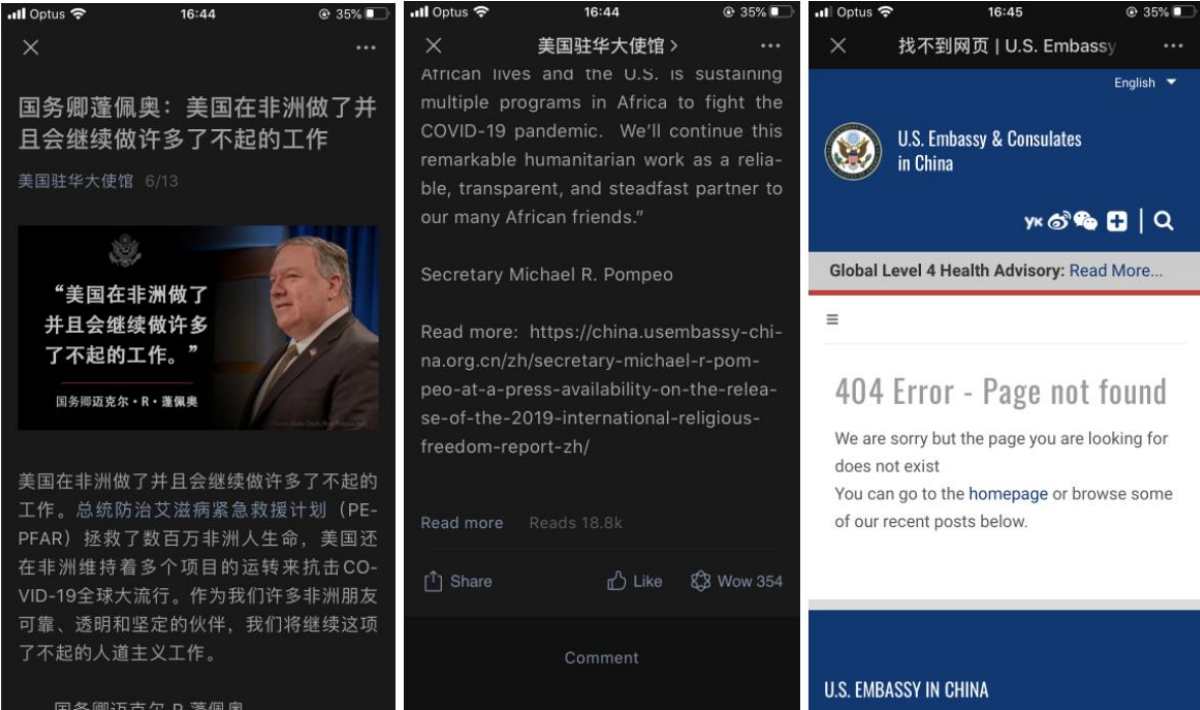 Optus 16:44 35%
国务卿蓬佩奥：美国在非洲做了并
且会继续做许多了不起的工作
美国驻华大使馆 6/13
“美国在非洲做了
并且会继续做许多
了不起的工作。”
国务卿迈克尔·R·蓬佩奥
美国在非洲做了并且会继续做许多了不起的
工作。总统防治艾滋病紧急救援计划（PE-
PFAR）拯救了数百万非洲人生命，美国还
在非洲维持着多个项目的运转来抗击CO-
VID-19全球大流行。作为我们许多非洲朋友
可靠、透明和坚定的伙伴，我们将继续这项
了不起的人道主义工作。
国务卿迈克尔·R·蓬佩奥
Optus 16:44 35%
美国驻华大使馆
African lives and the U.S. is sustaining
multiple programs in Africa to fight the
COVID-19 pandemic. We’ll continue this
remarkable humanitarian work as a relia-
ble, transparent, and steadfast partner to
our many African friends.”
Secretary Michael R. Pompeo
Read more: https://china.usembassy-chi-
na.org.cn/zh/secretary-michael-r-pom-
peo-at-a-press-availability-on-the-relea-
se-of-the-2019-international-religious-
freedom-report-zh/
Read more Reads 18.8k
Share Like Wow 354
Comment
Optus 16:45 35%
找不到网页 | U.S. Embassy
English
U.S. Embassy & Consulates
in China
Global Level 4 Health Advisory: Read More...
404 Error - Page not found
We are sorry but the page you are looking for
does not exist
You can go to the homepage or browse some
of our recent posts below.
U.S. EMBASSY IN CHINA